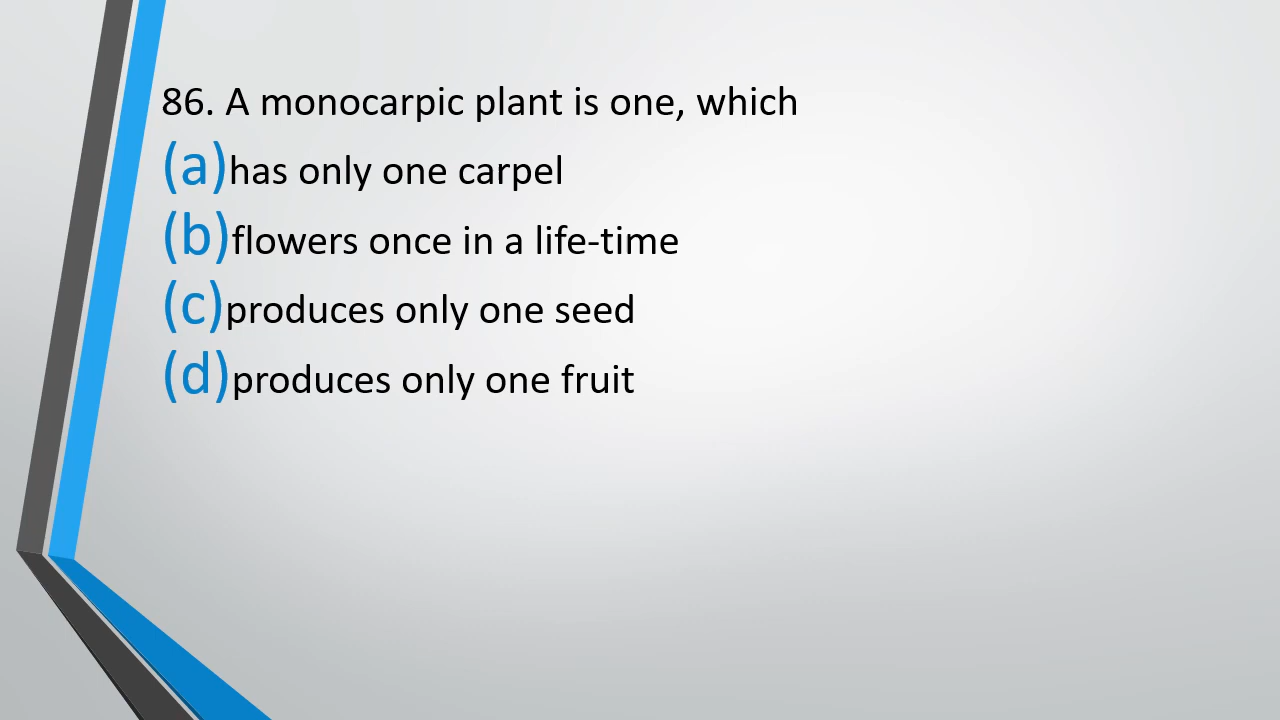 86. A monocarpic plant is one, which
(a)has only one carpel
(b)flowers once in a life-time
(c)produces only one seed
(d)produces only one fruit